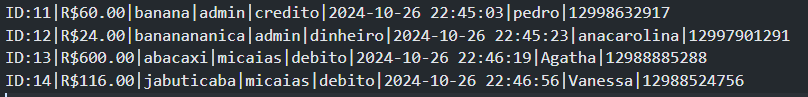 ID:11|R$60.00|banana|admin|credito|2024-10-26 22:45:03|pedro|12998632917
ID:12|R$24.00|bananananica|admin|dinheiro|2024-10-26 22:45:23|anacarolina|12997901291
ID:13|R$600.00|abacaxi|micaias|debito|2024-10-26 22:46:19|Agatha|12988885288
ID:14|R$116.00|jabuticaba|micaias|debito|2024-10-26 22:46:56|Vanessa|12988524756